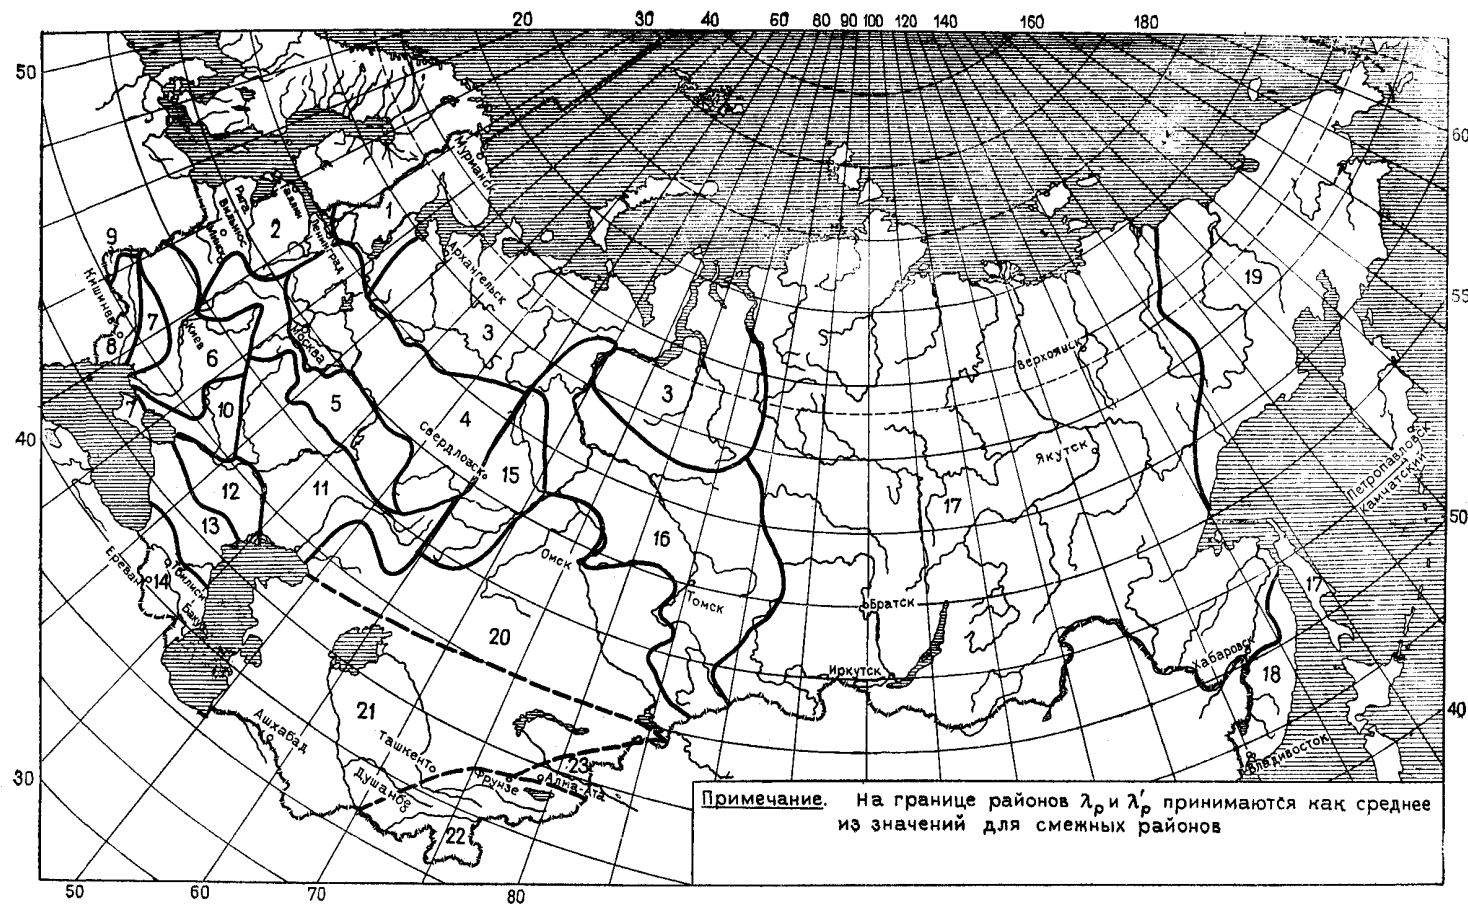 20 30 40 60 80 90 100 120 140 160 180
50
60
Мурманск
1
Рига
Таллин
Вильнюс
Минск
Ленинград
2
9
Архангельск
19
55
Кишинев
7
8
Киев
6
Москва
3
Верхоянск
3
40
7
10
5
4
Свердловск
15
Якутск
Петропавловск
Камчатский
12
11
17
50
13
16
Ереван
14
Тбилиси
Баку
Омск
Томск
Братск
17
20
Иркутск
Хабаровск
18
21
40
Ашхабад
Ташкент
Владивосток
23
Фрунзе
Алма-Ата
Душанбе
30
22
Примечание. На границе районов λр и λ′р принимаются как среднее
из значений для смежных районов
50 60 70 80